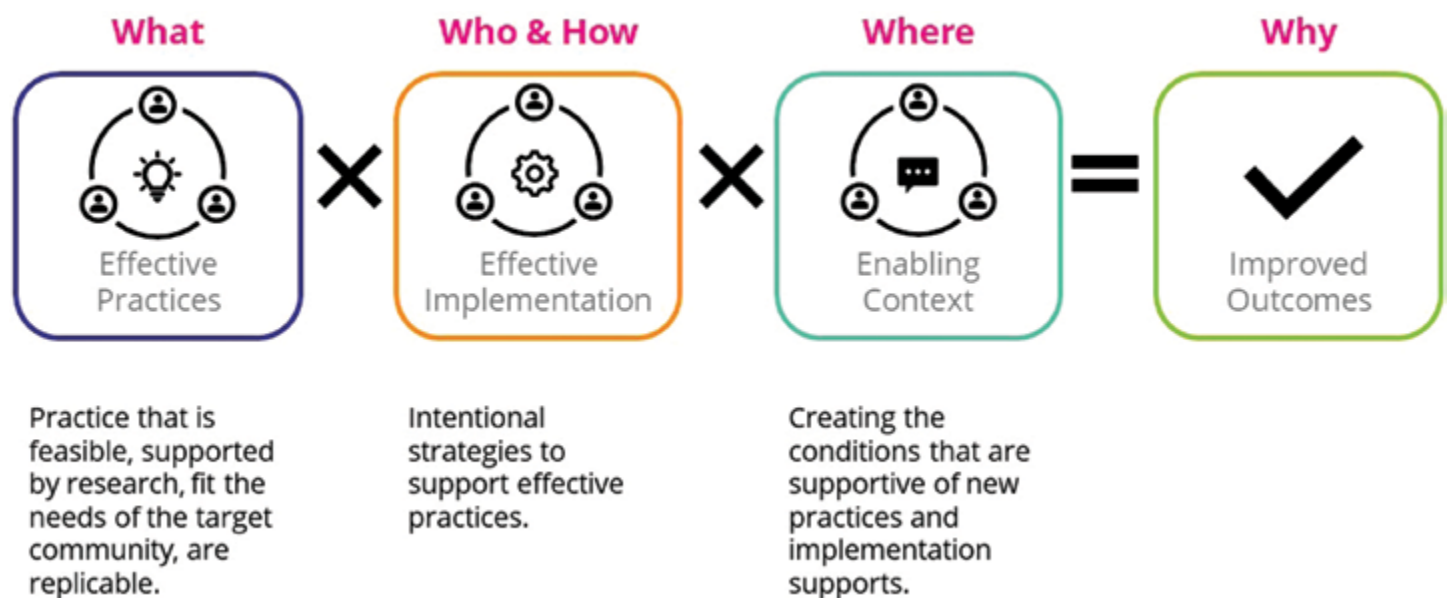 What
Who & How
Where
Why
Effective
Practices
Effective
Implementation
Enabling
Context
Improved
Outcomes
Practice that is
feasible, supported
by research, fit the
needs of the target
community, are
replicable.
Intentional
strategies to
support effective
practices.
Creating the
conditions that are
supportive of new
practices and
implementation
supports.